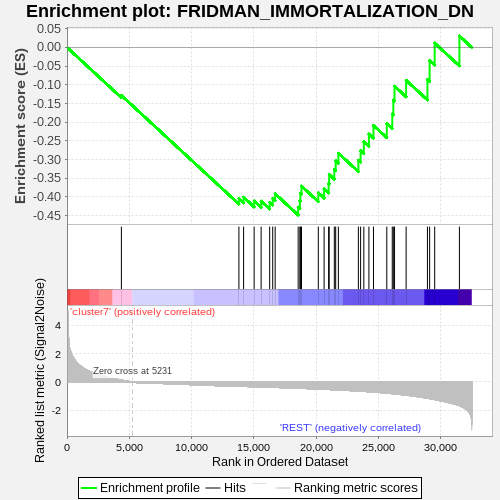 Enrichment plot: FRIDMAN_IMMORTALIZATION_DN
Enrichment score (ES)
0.05
0.00
-0.05
-0.10
-0.15
-0.20
-0.25
-0.30
-0.35
-0.40
-0.45
Ranked list metric (Signal2Noise)
'cluster7' (positively correlated)
4
2
0
-2
Zero cross at 5231
'REST' (negatively correlated)
0 5,000 10,000 15,000 20,000 25,000 30,000
Rank in Ordered Dataset
Enrichment profile Hits Ranking metric scores